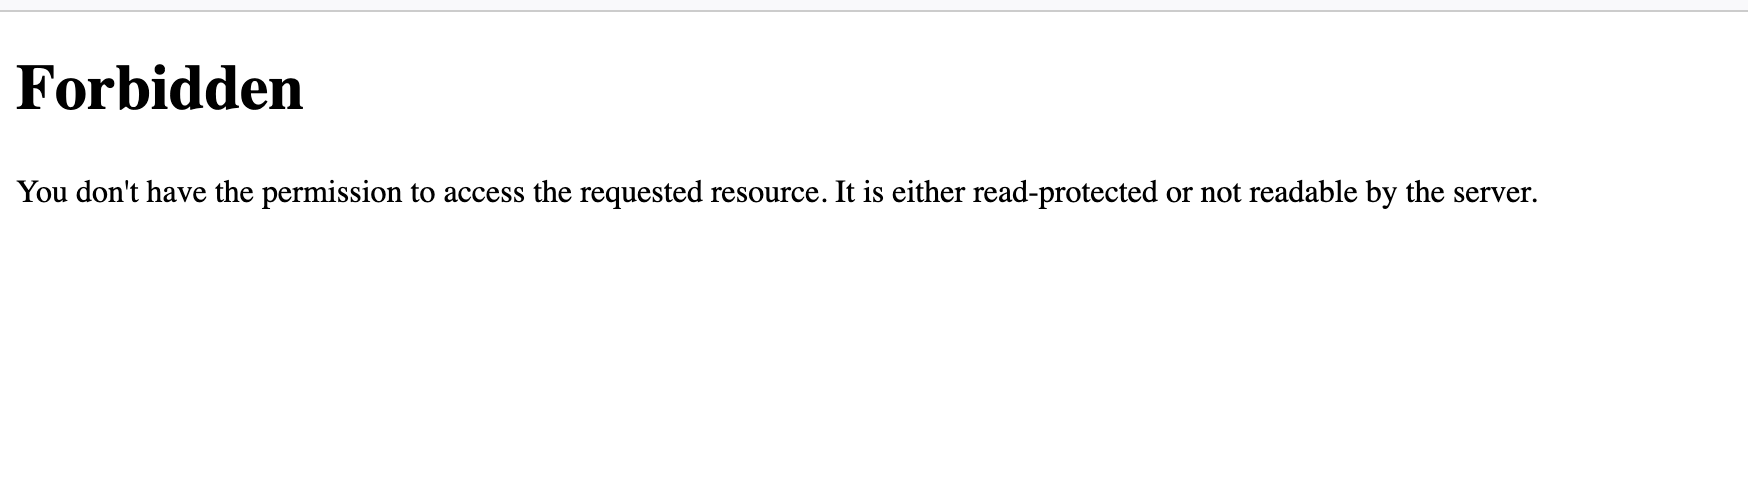 Forbidden
You don't have the permission to access the requested resource. It is either read-protected or not readable by the server.